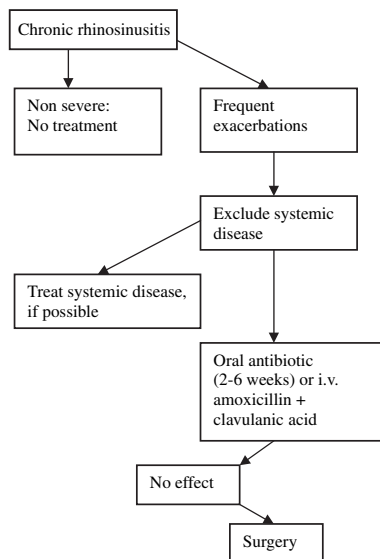 Chronic rhinosinusitis
Non severe:
No treatment
Frequent
exacerbations
Exclude systemic
disease
Treat systemic disease,
if possible
Oral antibiotic
(2-6 weeks) or i.v.
amoxicillin +
clavulanic acid
No effect
Surgery